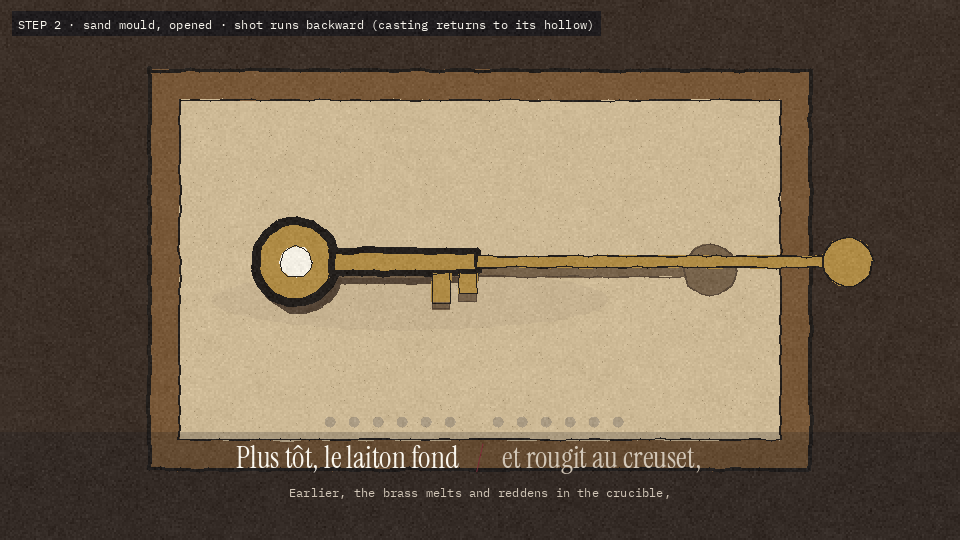 STEP 2 · sand mould, opened · shot runs backward (casting returns to its hollow)
Plus tôt, le laiton fond et rougit au creuset,
Earlier, the brass melts and reddens in the crucible,